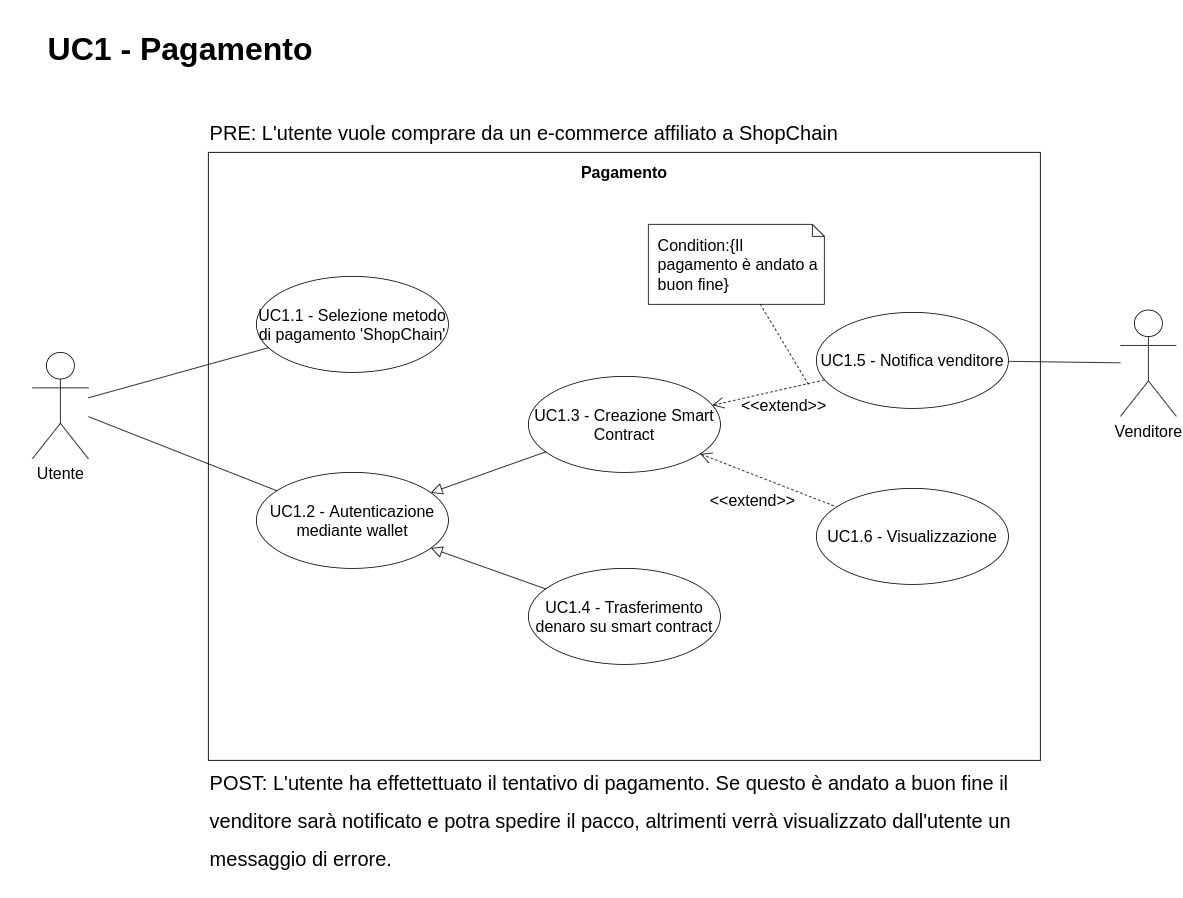 UC1 - Pagamento
PRE: L'utente vuole comprare da un e-commerce affiliato a ShopChain
Pagamento
Condition:{Il
pagamento è andato a
buon fine}
UC1.1 - Selezione metodo
di pagamento 'ShopChain'
UC1.5 - Notifica venditore
<<extend>>
UC1.3 - Creazione Smart
Contract
Venditore
Utente
<<extend>>
UC1.2 - Autenticazione
mediante wallet
UC1.6 - Visualizzazione
UC1.4 - Trasferimento
denaro su smart contract
POST: L'utente ha effettettuato il tentativo di pagamento. Se questo è andato a buon fine il
venditore sarà notificato e potra spedire il pacco, altrimenti verrà visualizzato dall'utente un
messaggio di errore.